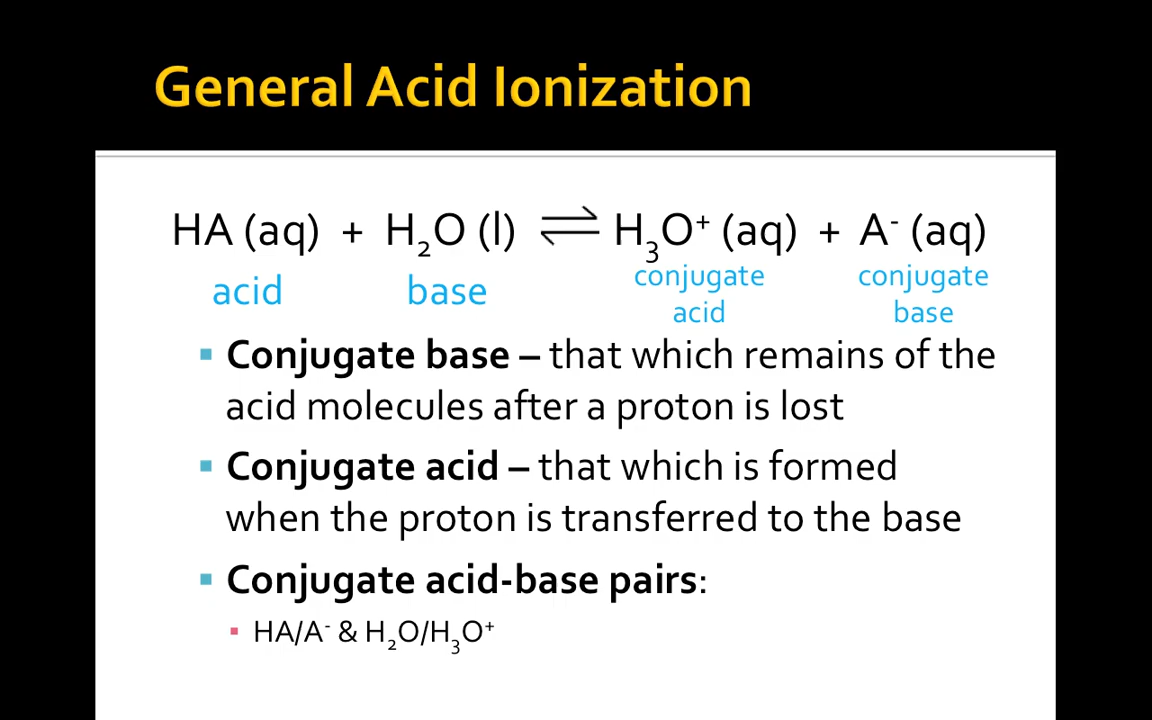 General Acid Ionization
HA (aq) + H₂O (l) ⇌ H₃O⁺ (aq) + A⁻ (aq)
acid base conjugate acid conjugate base
Conjugate base – that which remains of the
acid molecules after a proton is lost
Conjugate acid – that which is formed
when the proton is transferred to the base
Conjugate acid-base pairs:
HA/A⁻ & H₂O/H₃O⁺